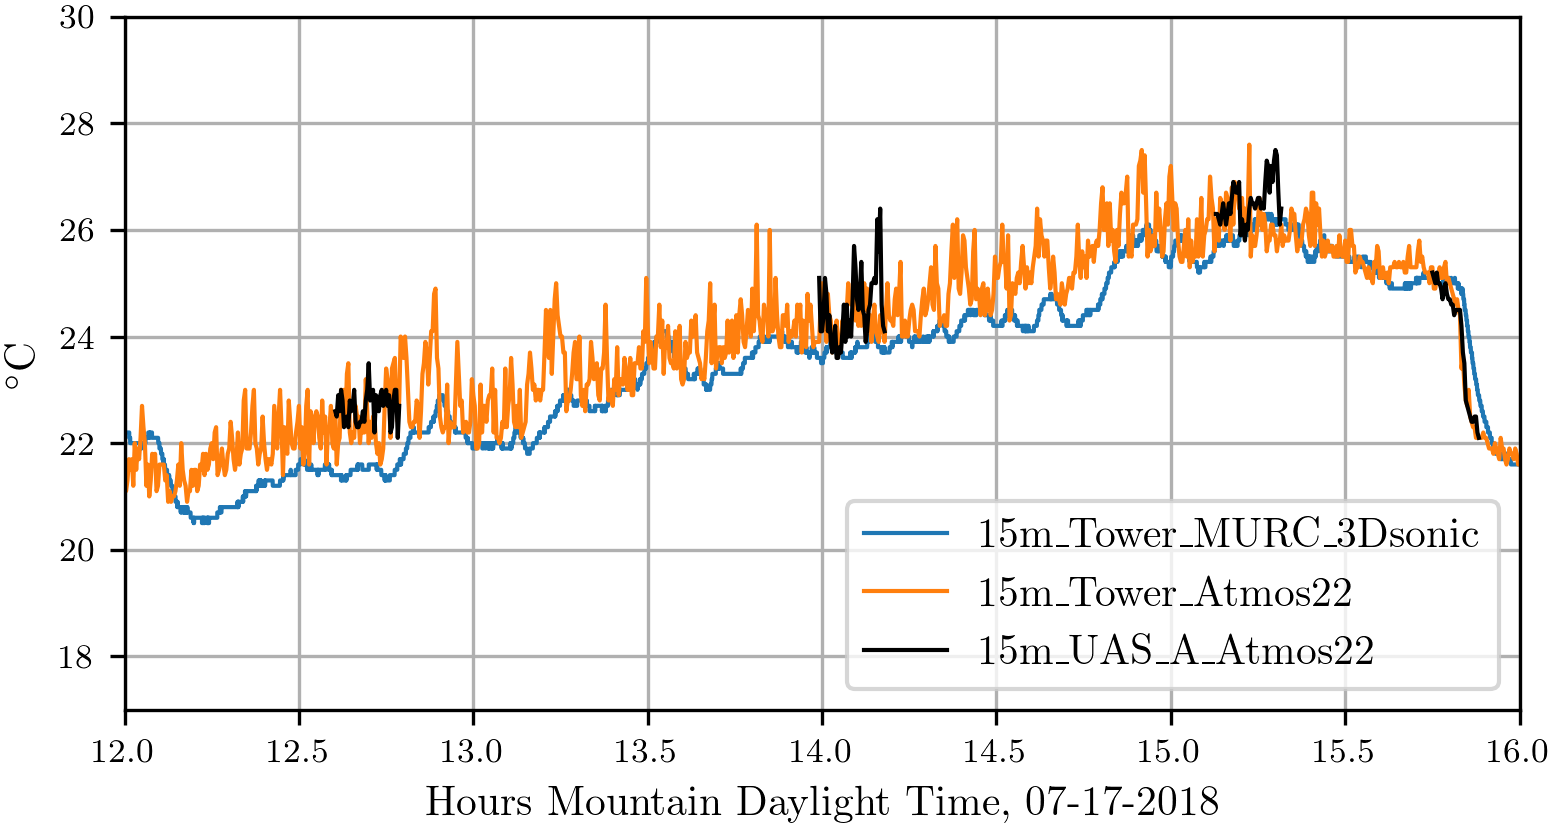 30
28
26
24
22
20
18
°C
15m_Tower_MURC_3Dsonic
15m_Tower_Atmos22
15m_UAS_A_Atmos22
12.0 12.5 13.0 13.5 14.0 14.5 15.0 15.5 16.0
Hours Mountain Daylight Time, 07-17-2018